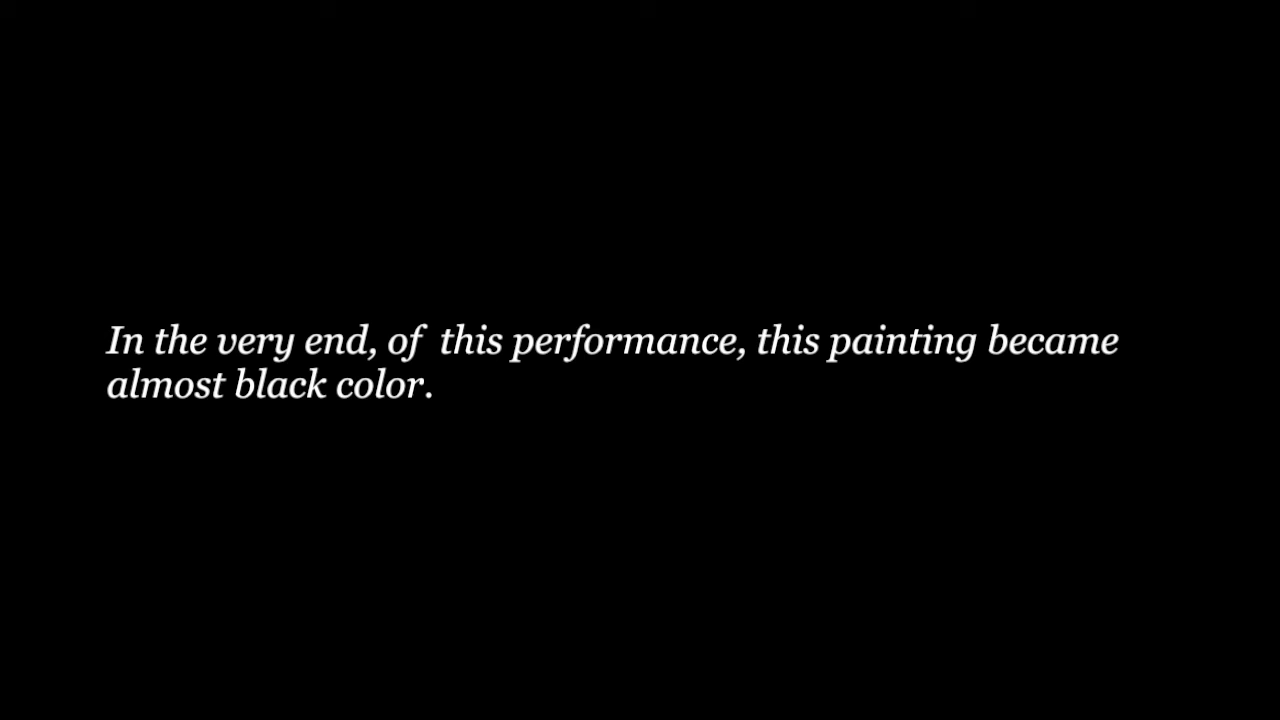 In the very end, of  this performance, this painting became
almost black color.